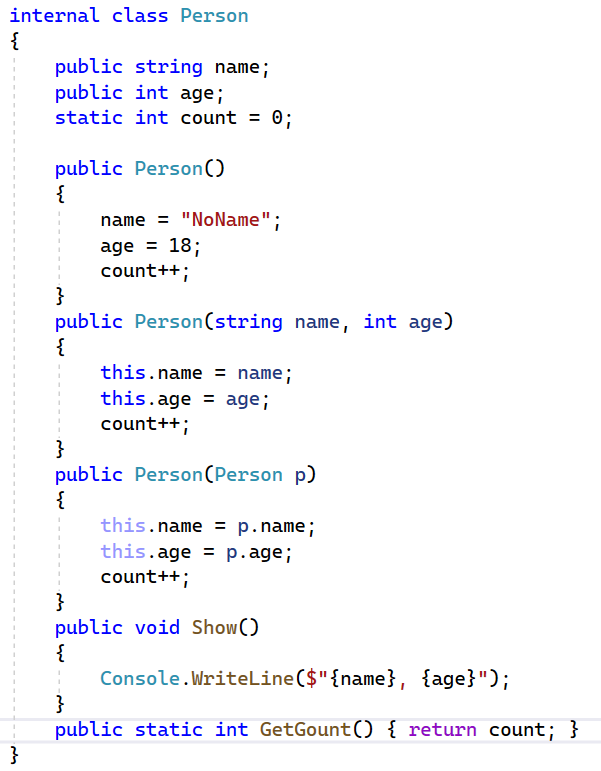 internal class Person
{
    public string name;
    public int age;
    static int count = 0;

    public Person()
    {
        name = "NoName";
        age = 18;
        count++;
    }
    public Person(string name, int age)
    {
        this.name = name;
        this.age = age;
        count++;
    }
    public Person(Person p)
    {
        this.name = p.name;
        this.age = p.age;
        count++;
    }
    public void Show()
    {
        Console.WriteLine($"{name}, {age}");
    }
    public static int GetGount() { return count; }
}